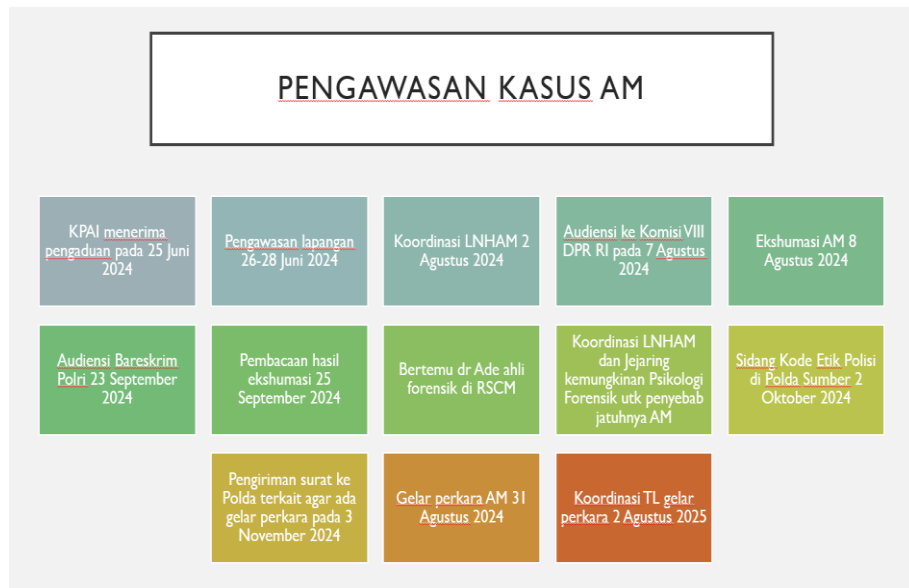 PENGAWASAN KASUS AM
KPAI menerima
pengaduan pada 25 Juni
2024
Pengawasan lapangan
26-28 Juni 2024
Koordinasi LNHAM 2
Agustus 2024
Audiensi ke Komisi VIII
DPR RI pada 7 Agustus
2024
Ekshumasi AM 8
Agustus 2024
Audiensi Bareskrim
Polri 23 September
2024
Pembacaan hasil
ekshumasi 25
September 2024
Bertemu dr Ade ahli
forensik di RSCM
Koordinasi LNHAM
dan Jejaring
kemungkinan Psikologi
Forensik utk penyebab
jatuhnya AM
Sidang Kode Etik Polisi
di Polda Sumber 2
Oktober 2024
Pengiriman surat ke
Polda terkait agar ada
gelar perkara pada 3
November 2024
Gelar perkara AM 31
Agustus 2024
Koordinasi TL gelar
perkara 2 Agustus 2025